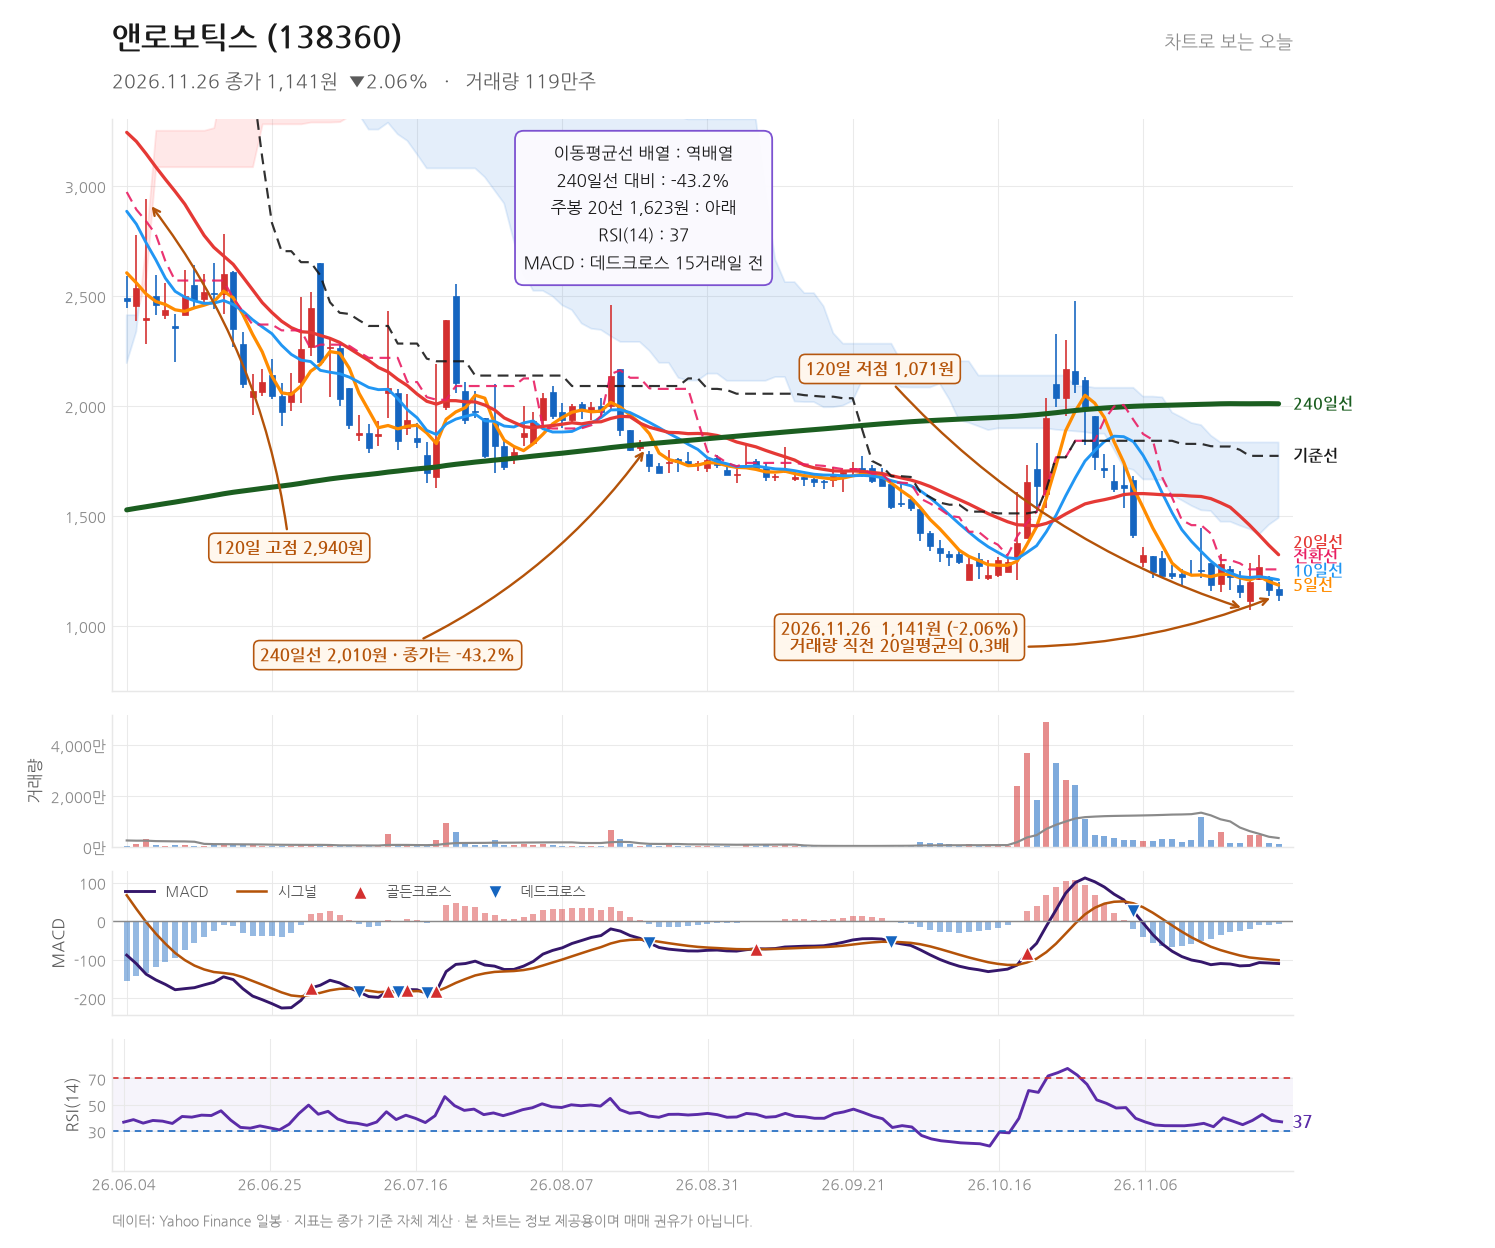 앤로보틱스 (138360)
차트로 보는 오늘
2026.11.26 종가 1,141원 ▼2.06% · 거래량 119만주
이동평균선 배열 : 역배열
240일선 대비 : -43.2%
주봉 20선 1,623원 : 아래
RSI(14) : 37
MACD : 데드크로스 15거래일 전
3,000
2,500
2,000
1,500
1,000
120일 저점 1,071원
120일 고점 2,940원
240일선 2,010원 · 종가는 -43.2%
2026.11.26 1,141원 (-2.06%)
거래량 직전 20일평균의 0.3배
240일선
기준선
20일선
전환선
10일선
5일선
거래량
4,000만
2,000만
0만
MACD
100
0
-100
-200
MACD 시그널 골든크로스 데드크로스
RSI(14)
70
50
30
37
26.06.04 26.06.25 26.07.16 26.08.07 26.08.31 26.09.21 26.10.16 26.11.06
데이터: Yahoo Finance 일봉 · 지표는 종가 기준 자체 계산 · 본 차트는 정보 제공용이며 매매 권유가 아닙니다.